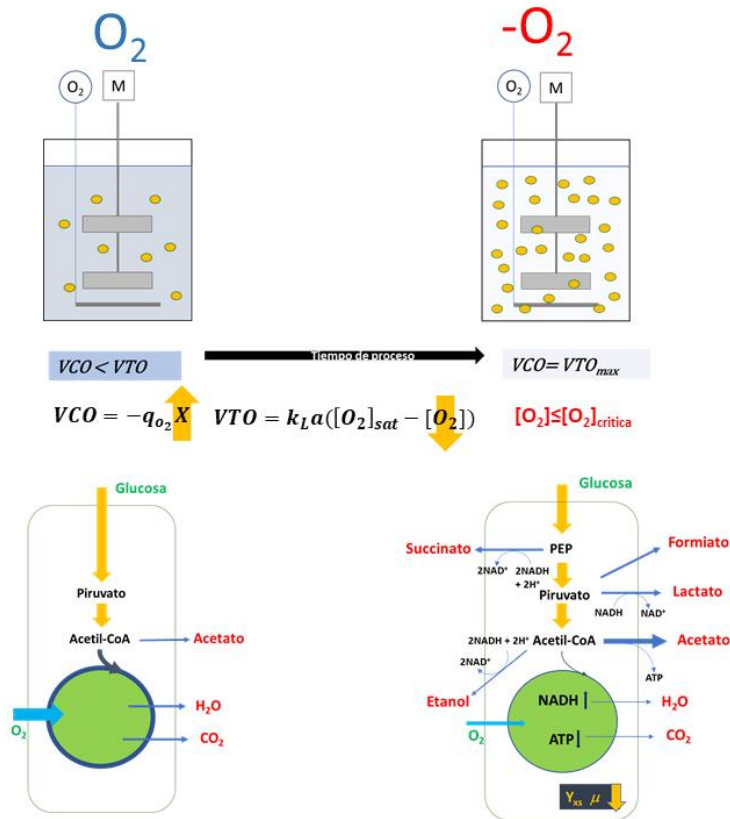 O₂
-O₂
O₂
M
O₂
M
Tiempo de proceso
VCO < VTO
VCO= VTOmax
VCO = −qo₂X
VTO = kLa([O₂]sat − [O₂])
[O₂]≤[O₂]critica
Glucosa
Piruvato
Acetil-CoA
Acetato
O₂
H₂O
CO₂
Glucosa
Succinato
PEP
Formiato
2NAD⁺
2NADH
+ 2H⁺
Piruvato
Lactato
NADH
NAD⁺
2NADH + 2H⁺
Acetil-CoA
Acetato
2NAD⁺
ATP
Etanol
NADH
H₂O
O₂
ATP
CO₂
Yxs μ